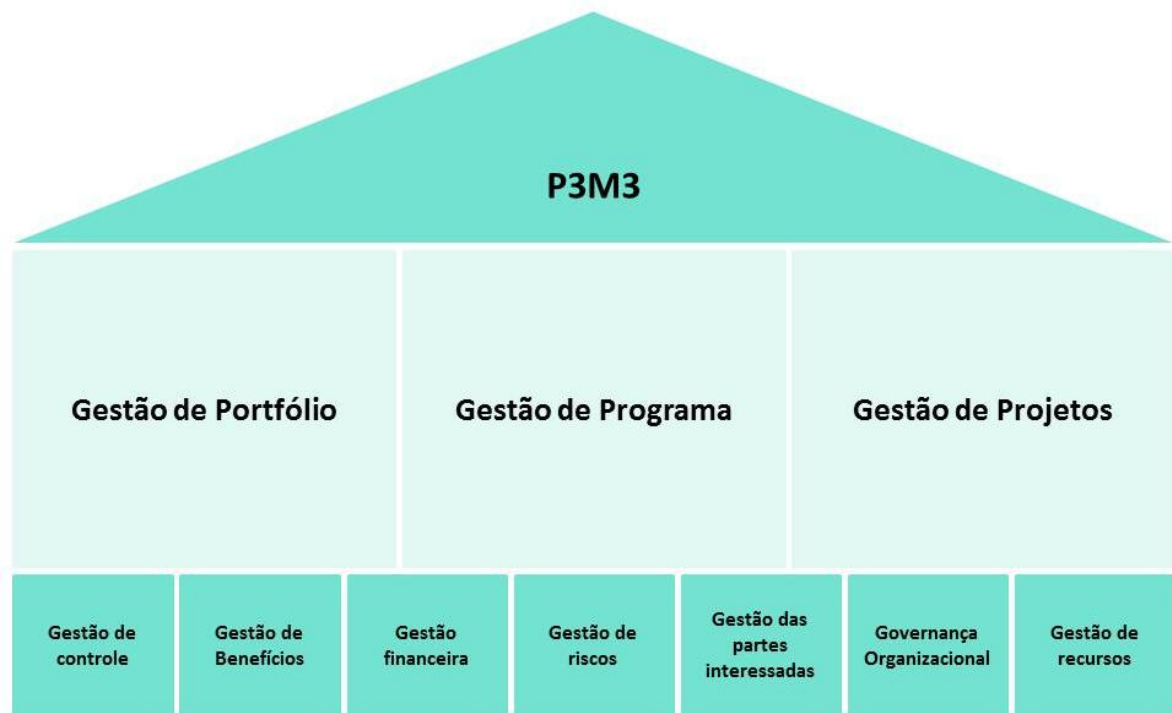 P3M3
Gestão de Portfólio
Gestão de Programa
Gestão de Projetos
Gestão de
controle
Gestão de
Benefícios
Gestão
financeira
Gestão de
riscos
Gestão das
partes
interessadas
Governança
Organizacional
Gestão de
recursos